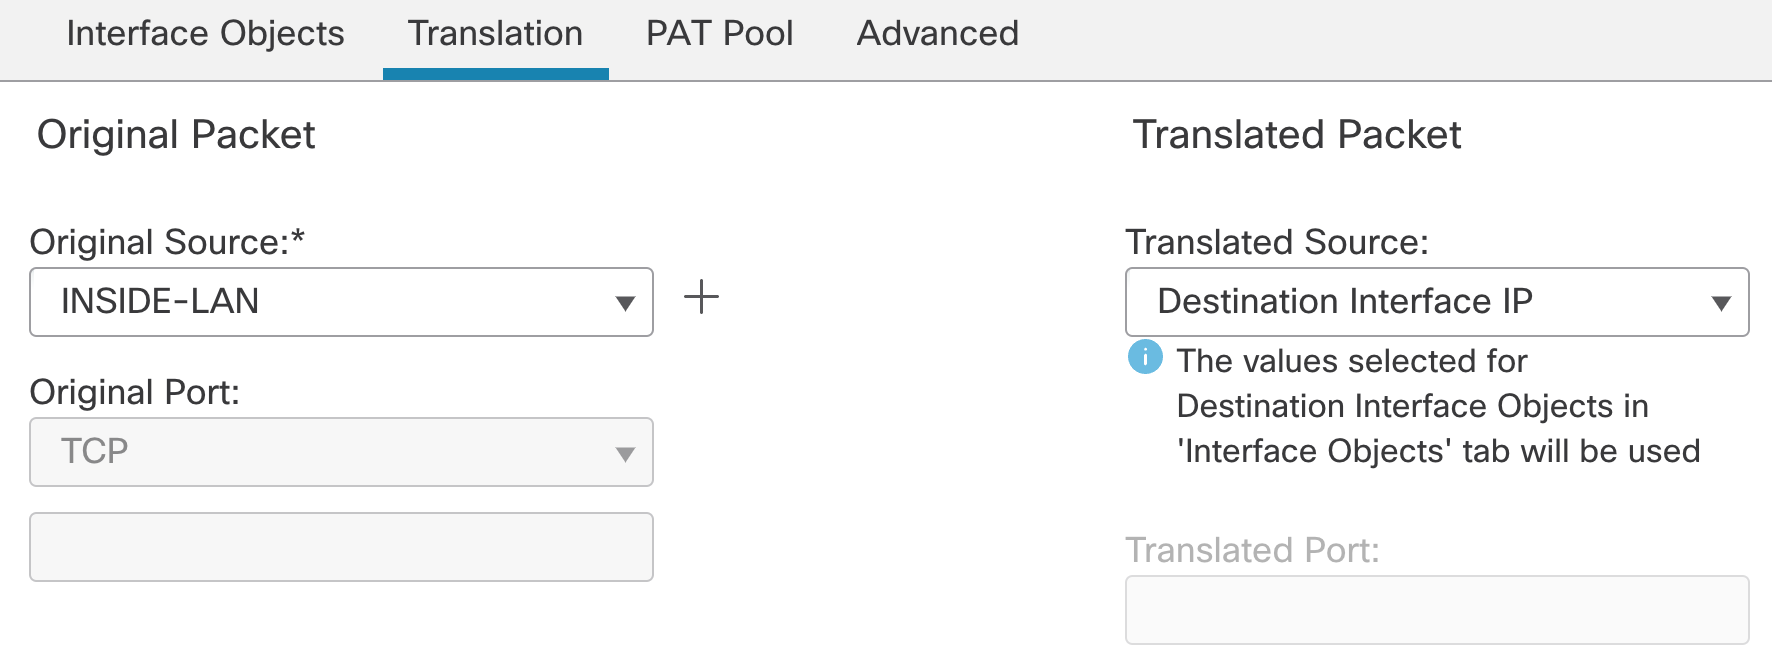 Interface Objects Translation PAT Pool Advanced
Original Packet
Original Source:*
INSIDE-LAN
Original Port:
TCP
Translated Packet
Translated Source:
Destination Interface IP
The values selected for
Destination Interface Objects in
'Interface Objects' tab will be used
Translated Port: